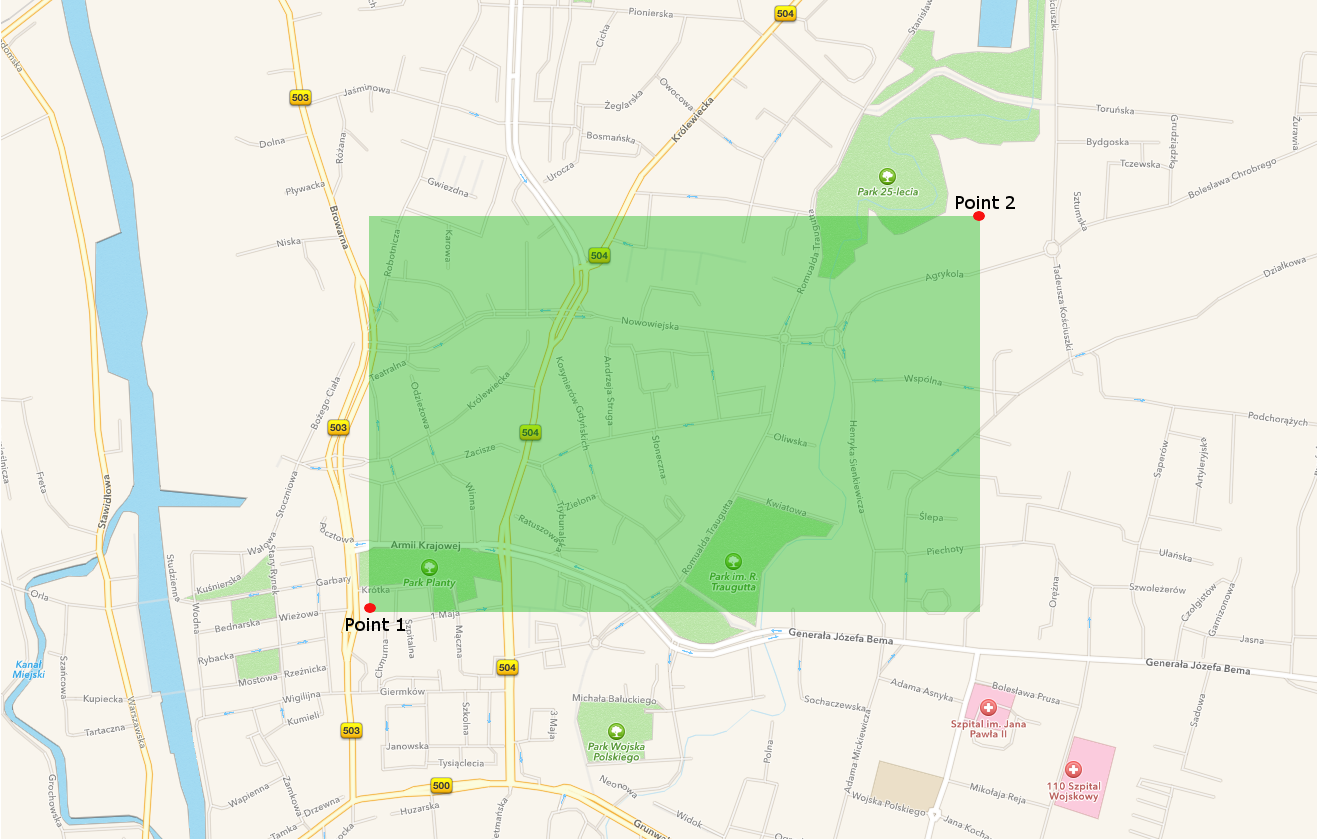 Pionierska
504
Stanisław
ciuszki
Cicha
domska
503
Jaśminowa
Owocowa
Żeglarska
Królewiecka
Toruńska
Grudziądzka
Żurawia
Dolna
Różana
Bosmańska
Bydgoska
Tczewska
Urocza
Bolesława Chrobrego
Pływacka
Gwiezdna
Park 25-lecia
Sztumska
Point 2
Browarna
Robotnicza
Karowa
Niska
Romualda Traugutta
504
Agrykola
Działkowa
Tadeusza Kościuszki
Nowowiejska
Teatralna
Kosynierów Gdyńskich
Andrzeja Struga
Wspólna
Królewiecka
Odzieżowa
Bożego Ciała
Podchorążych
503
504
Oliwska
Henryka Sienkiewicza
Słoneczna
Zacisze
Saperów
Artyleryjska
Freta
Stawidłowa
Stoczniowa
Winna
Zielona
Trybunalska
Ratuszowa
Kwiatowa
Romualda Traugutta
Ślepa
Pocztowa
Armii Krajowej
Piechoty
Wałowa
Stary Rynek
Studzienna
Ułańska
Park Planty
Park im. R.
Traugutta
Kuśnierska
Garbary
Krótka
Szwoleżerów
Orla
Wodna
Wieżowa
Orężna
Czołgistów
Garnizonowa
Point 1
1 Maja
Bednarska
Mączna
Szpitalna
Chmurna
Generała Józefa Bema
Jasna
Rybacka
Generała Józefa Bema
Kanał
Miejski
Szańcowa
Rzeźnicka
Mostowa
504
Kupiecka
Wigilijna
Giermków
Adama Asnyka
Bolesława Prusa
Michała Bałuckiego
Sochaczewska
Sadowa
Warszawska
Kumieli
Szkolna
3 Maja
Szpital im. Jana
Pawła II
Tartaczna
503
Janowska
Park Wojska
Polskiego
Polna
Adama Mickiewicza
Tysiąclecia
110 Szpital
Wojskowy
Grochowska
Wapienna
Zamkowa
500
Neonowa
Mikołaja Reja
Wojska Polskiego
Orzewna
Huzarska
Widok
Tamka
Grunw
Jana Kocha